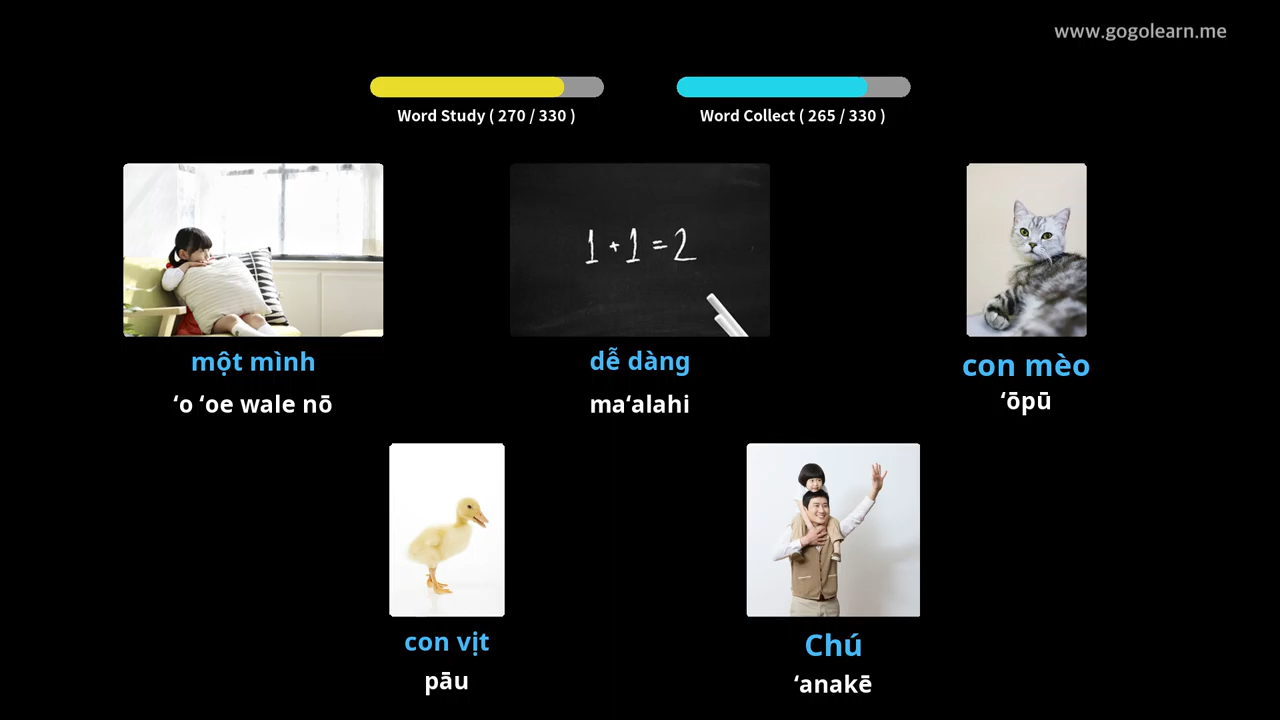 www.gogolearn.me
Word Study ( 270 / 330 )
Word Collect ( 265 / 330 )
1 + 1 = 2
một mình
dễ dàng
con mèo
ʻo ʻoe wale nō
maʻalahi
ʻōpū
con vịt
Chú
pāu
ʻanakē